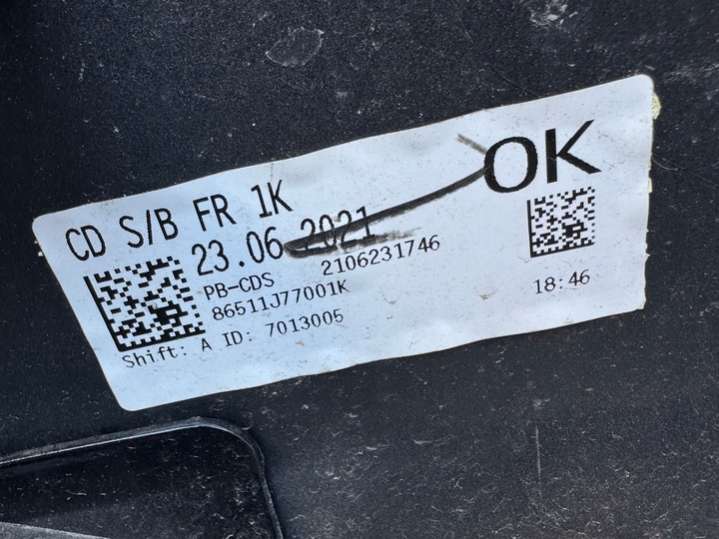 CD S/B FR 1K
OK
23.06.2021
PB-CDS 2106231746
86511J77001K
18:46
Shift: A ID: 7013005